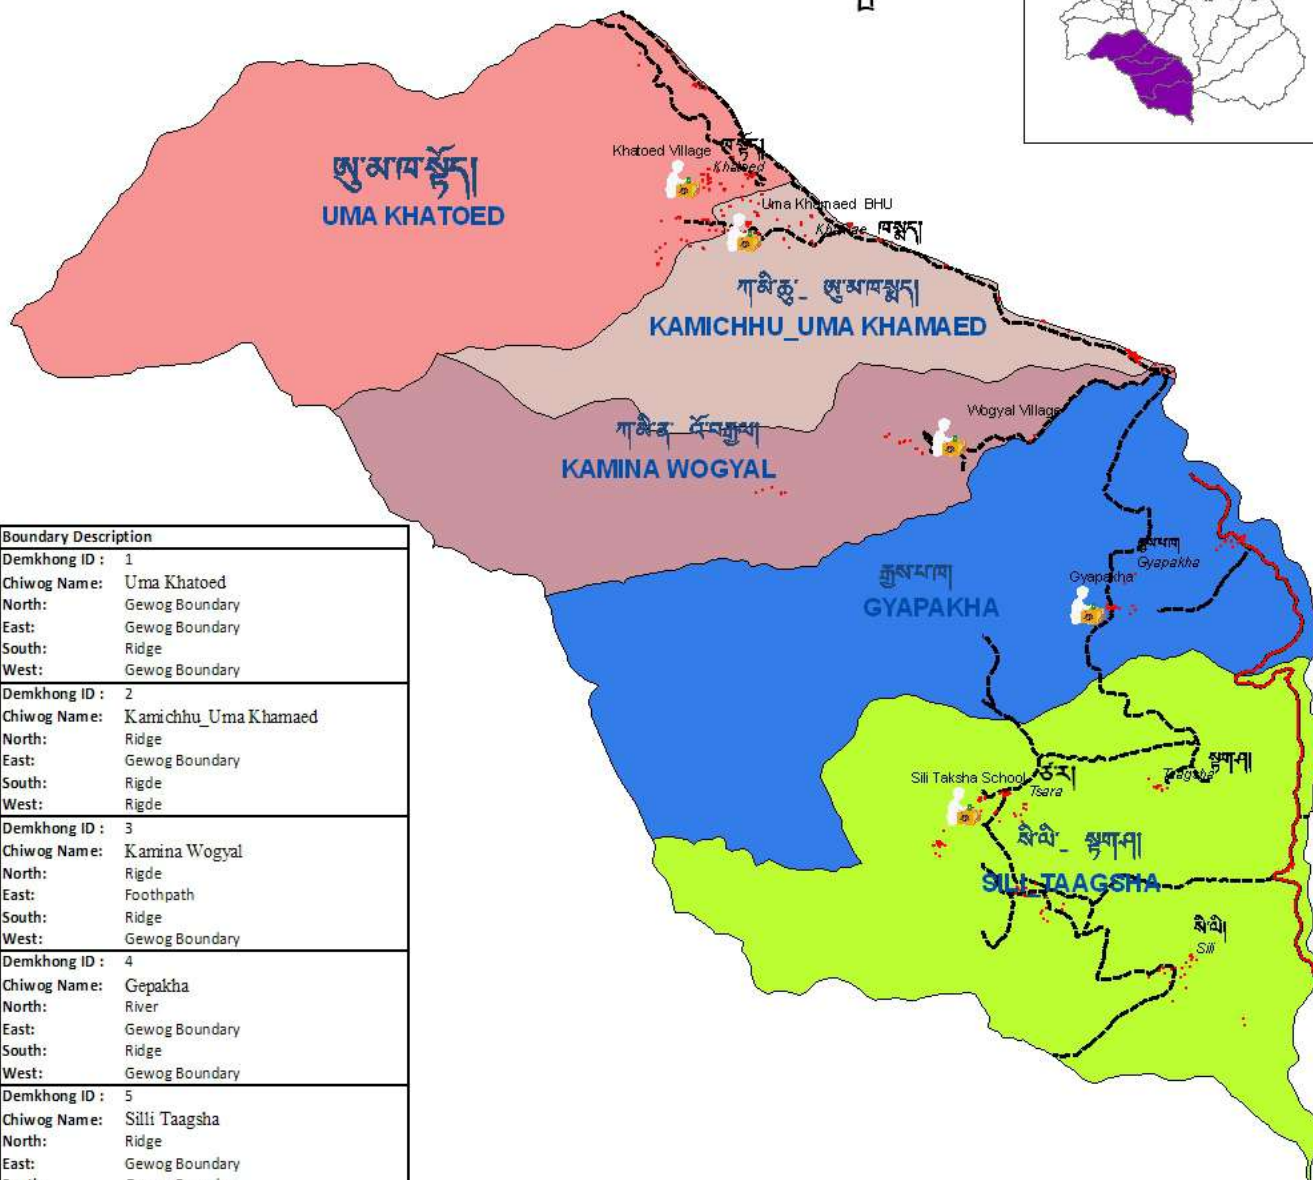 ཨུ་མ་ཁ་སྟོད།
UMA KHATOED
Khatoed Village
ཁ་སྟོད།
Khatoed
Uma Khamaed BHU
Khamae
ཁ་སྨད།
ཀ་མི་ཆུ་_ ཨུ་མ་ཁ་སྨད།
KAMICHHU_UMA KHAMAED
Wogyal Village
ཀ་མི་ན་ འོ་བརྒྱལ།
KAMINA WOGYAL
རྒྱས་པ་ཁ།
Gyapakha
Gyapakha
རྒྱས་པ་ཁ།
GYAPAKHA
Sili Taksha School
ཙ་ར།
Tsara
སྟག་ཤ།
Taagsha
སི་ལི་_ སྟག་ཤ།
SILI_TAAGSHA
སི་ལི།
Sili
Boundary Description
Demkhong ID : 1
Chiwog Name: Uma Khatoed
North: Gewog Boundary
East: Gewog Boundary
South: Ridge
West: Gewog Boundary
Demkhong ID : 2
Chiwog Name: Kamichhu_Uma Khamaed
North: Ridge
East: Gewog Boundary
South: Rigde
West: Rigde
Demkhong ID : 3
Chiwog Name: Kamina Wogyal
North: Rigde
East: Foothpath
South: Ridge
West: Gewog Boundary
Demkhong ID : 4
Chiwog Name: Gepakha
North: River
East: Gewog Boundary
South: Ridge
West: Gewog Boundary
Demkhong ID : 5
Chiwog Name: Silli Taagsha
North: Ridge
East: Gewog Boundary